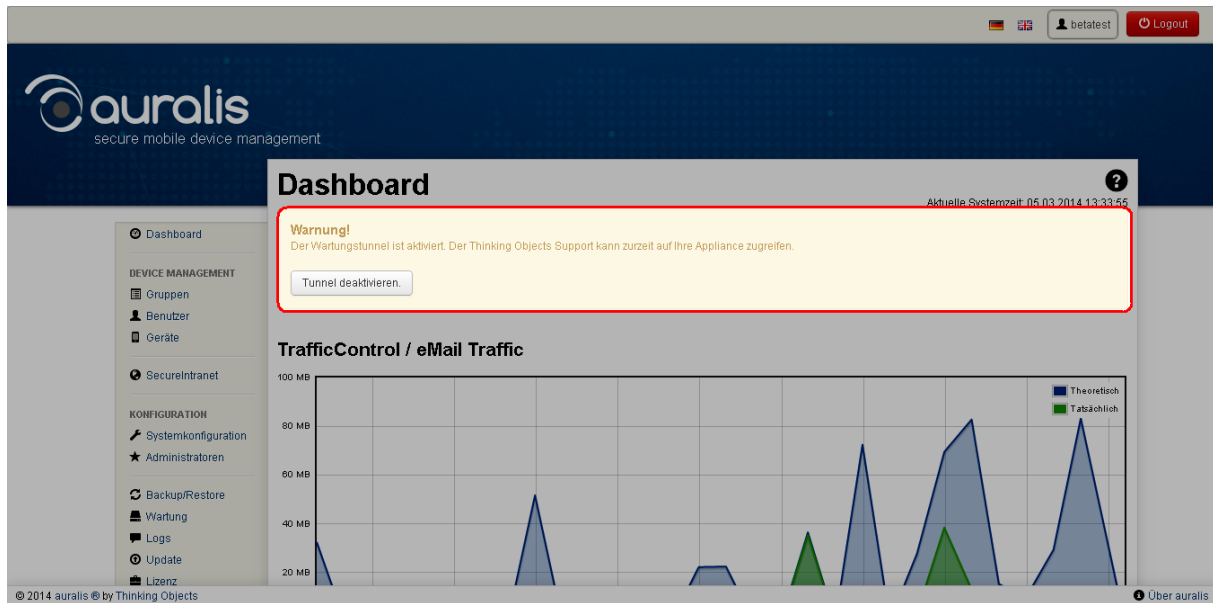 betatest
Logout
auralis
secure mobile device management
Dashboard
Aktuelle Systemzeit: 05.03.2014 13:33:55
Warnung!
Der Wartungstunnel ist aktiviert. Der Thinking Objects Support kann zurzeit auf Ihre Appliance zugreifen.
Tunnel deaktivieren.
Dashboard
DEVICE MANAGEMENT
Gruppen
Benutzer
Geräte
SecureIntranet
KONFIGURATION
Systemkonfiguration
Administratoren
Backup/Restore
Wartung
Logs
Update
Lizenz
TrafficControl / eMail Traffic
100 MB
80 MB
60 MB
40 MB
20 MB
Theoretisch
Tatsächlich
© 2014 auralis ® by Thinking Objects
Über auralis